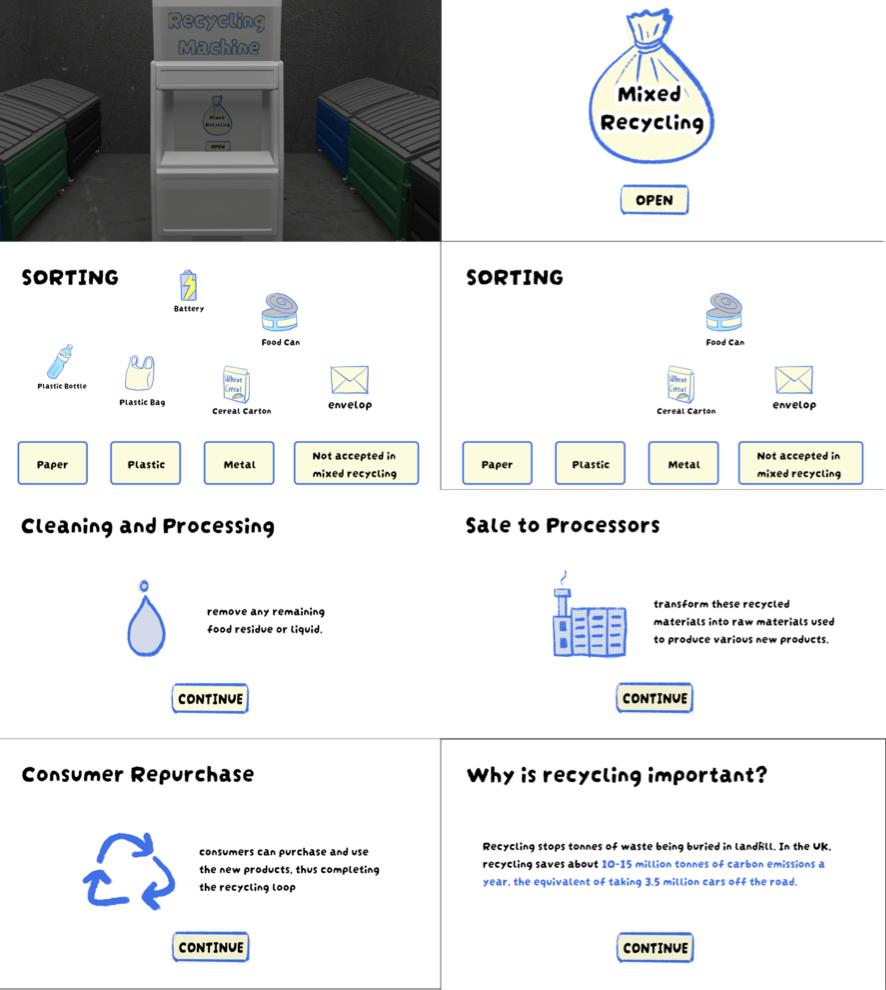 Recycling
Machine
Mixed
Recycling
OPEN
Mixed
Recycling
OPEN
SORTING
Battery
Food Can
Plastic Bottle
Plastic Bag
Wheat
Cereal
Cereal Carton
envelop
Paper
Plastic
Metal
Not accepted in
mixed recycling
SORTING
Food Can
Wheat
Cereal
Cereal Carton
envelop
Paper
Plastic
Metal
Not accepted in
mixed recycling
Cleaning and Processing
remove any remaining
food residue or liquid.
CONTINUE
Sale to Processors
transform these recycled
materials into raw materials used
to produce various new products.
CONTINUE
Consumer Repurchase
consumers can purchase and use
the new products, thus completing
the recycling loop
CONTINUE
Why is recycling important?
Recycling stops tonnes of waste being buried in landfill. In the UK,
recycling saves about 10-15 million tonnes of carbon emissions a
year, the equivalent of taking 3.5 million cars off the road.
CONTINUE